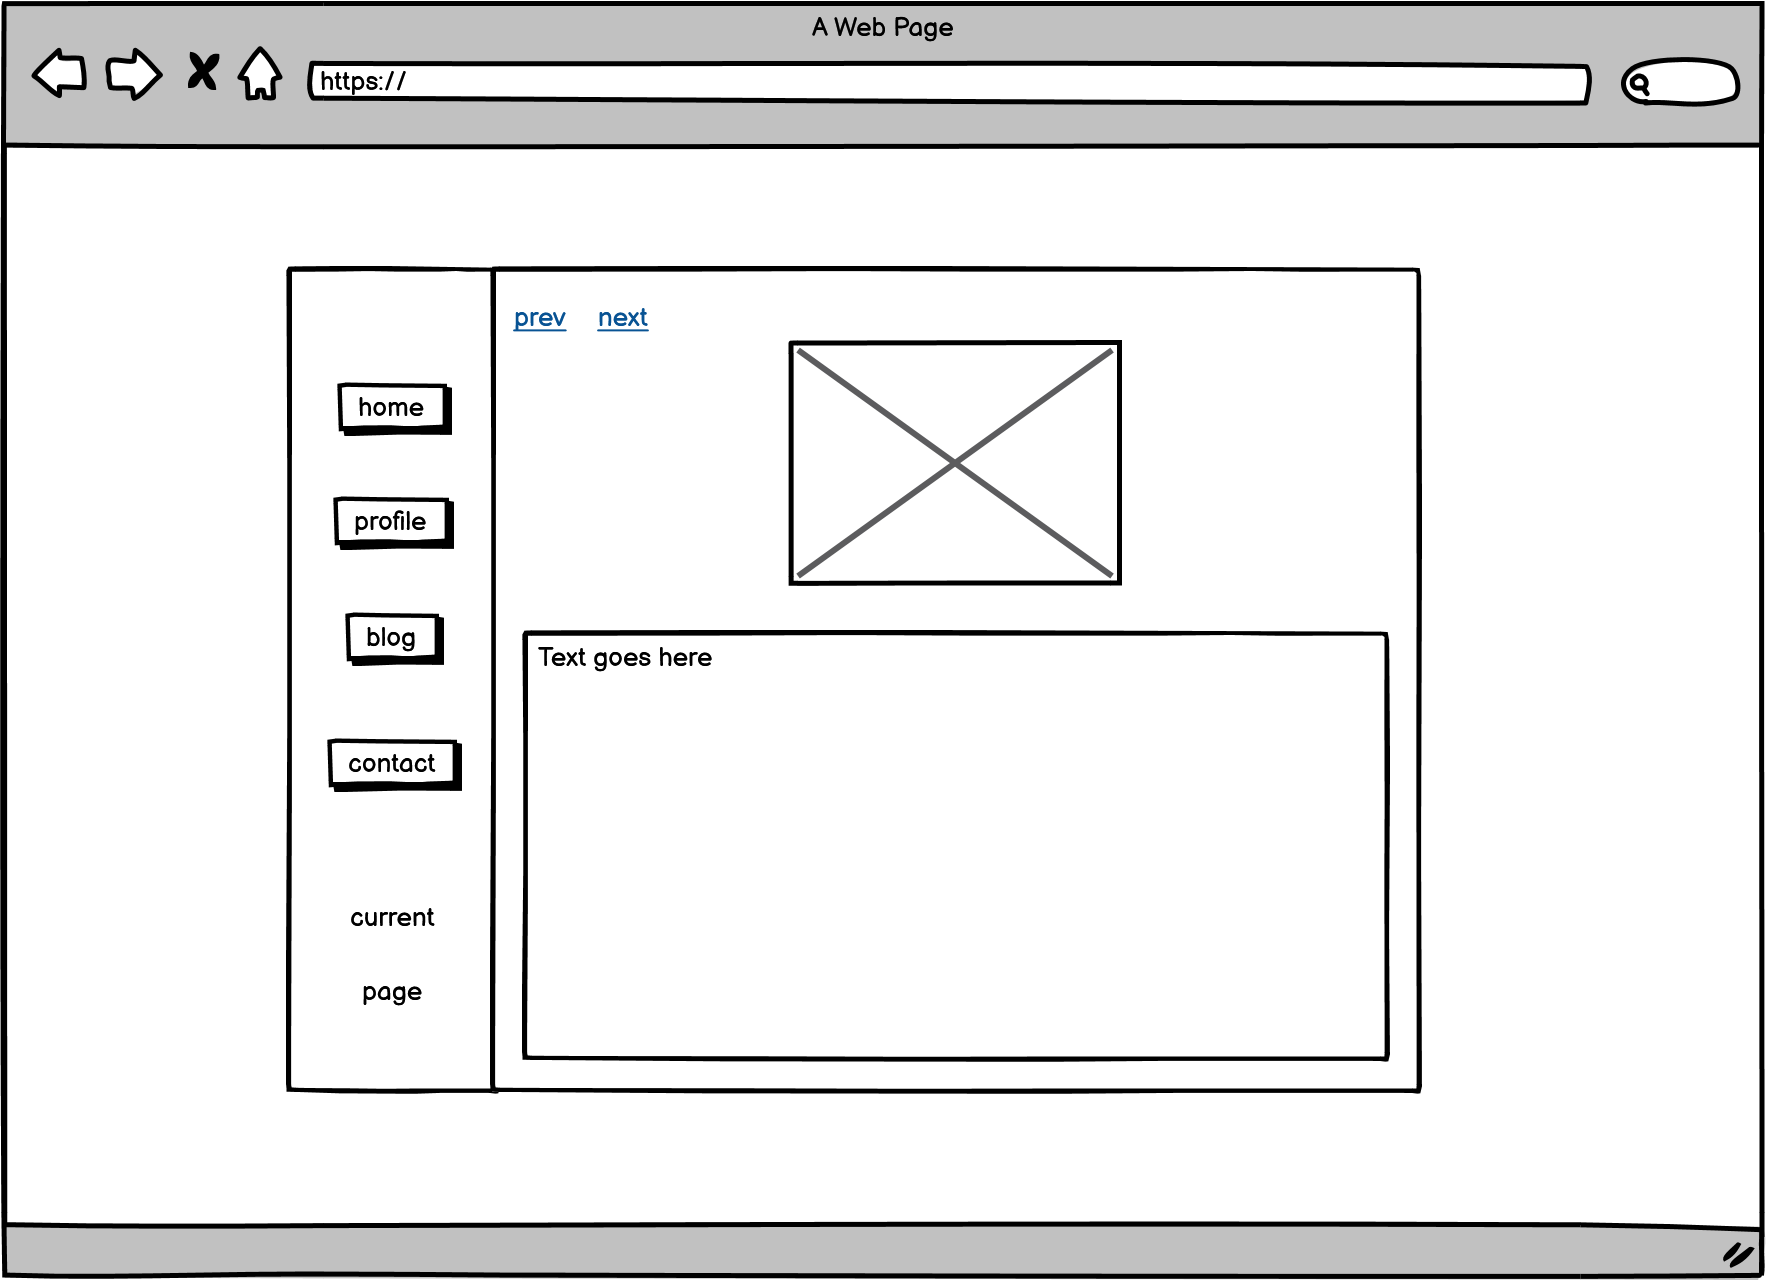 A Web Page
https://
prev next
home
profile
blog
contact
current
page
Text goes here